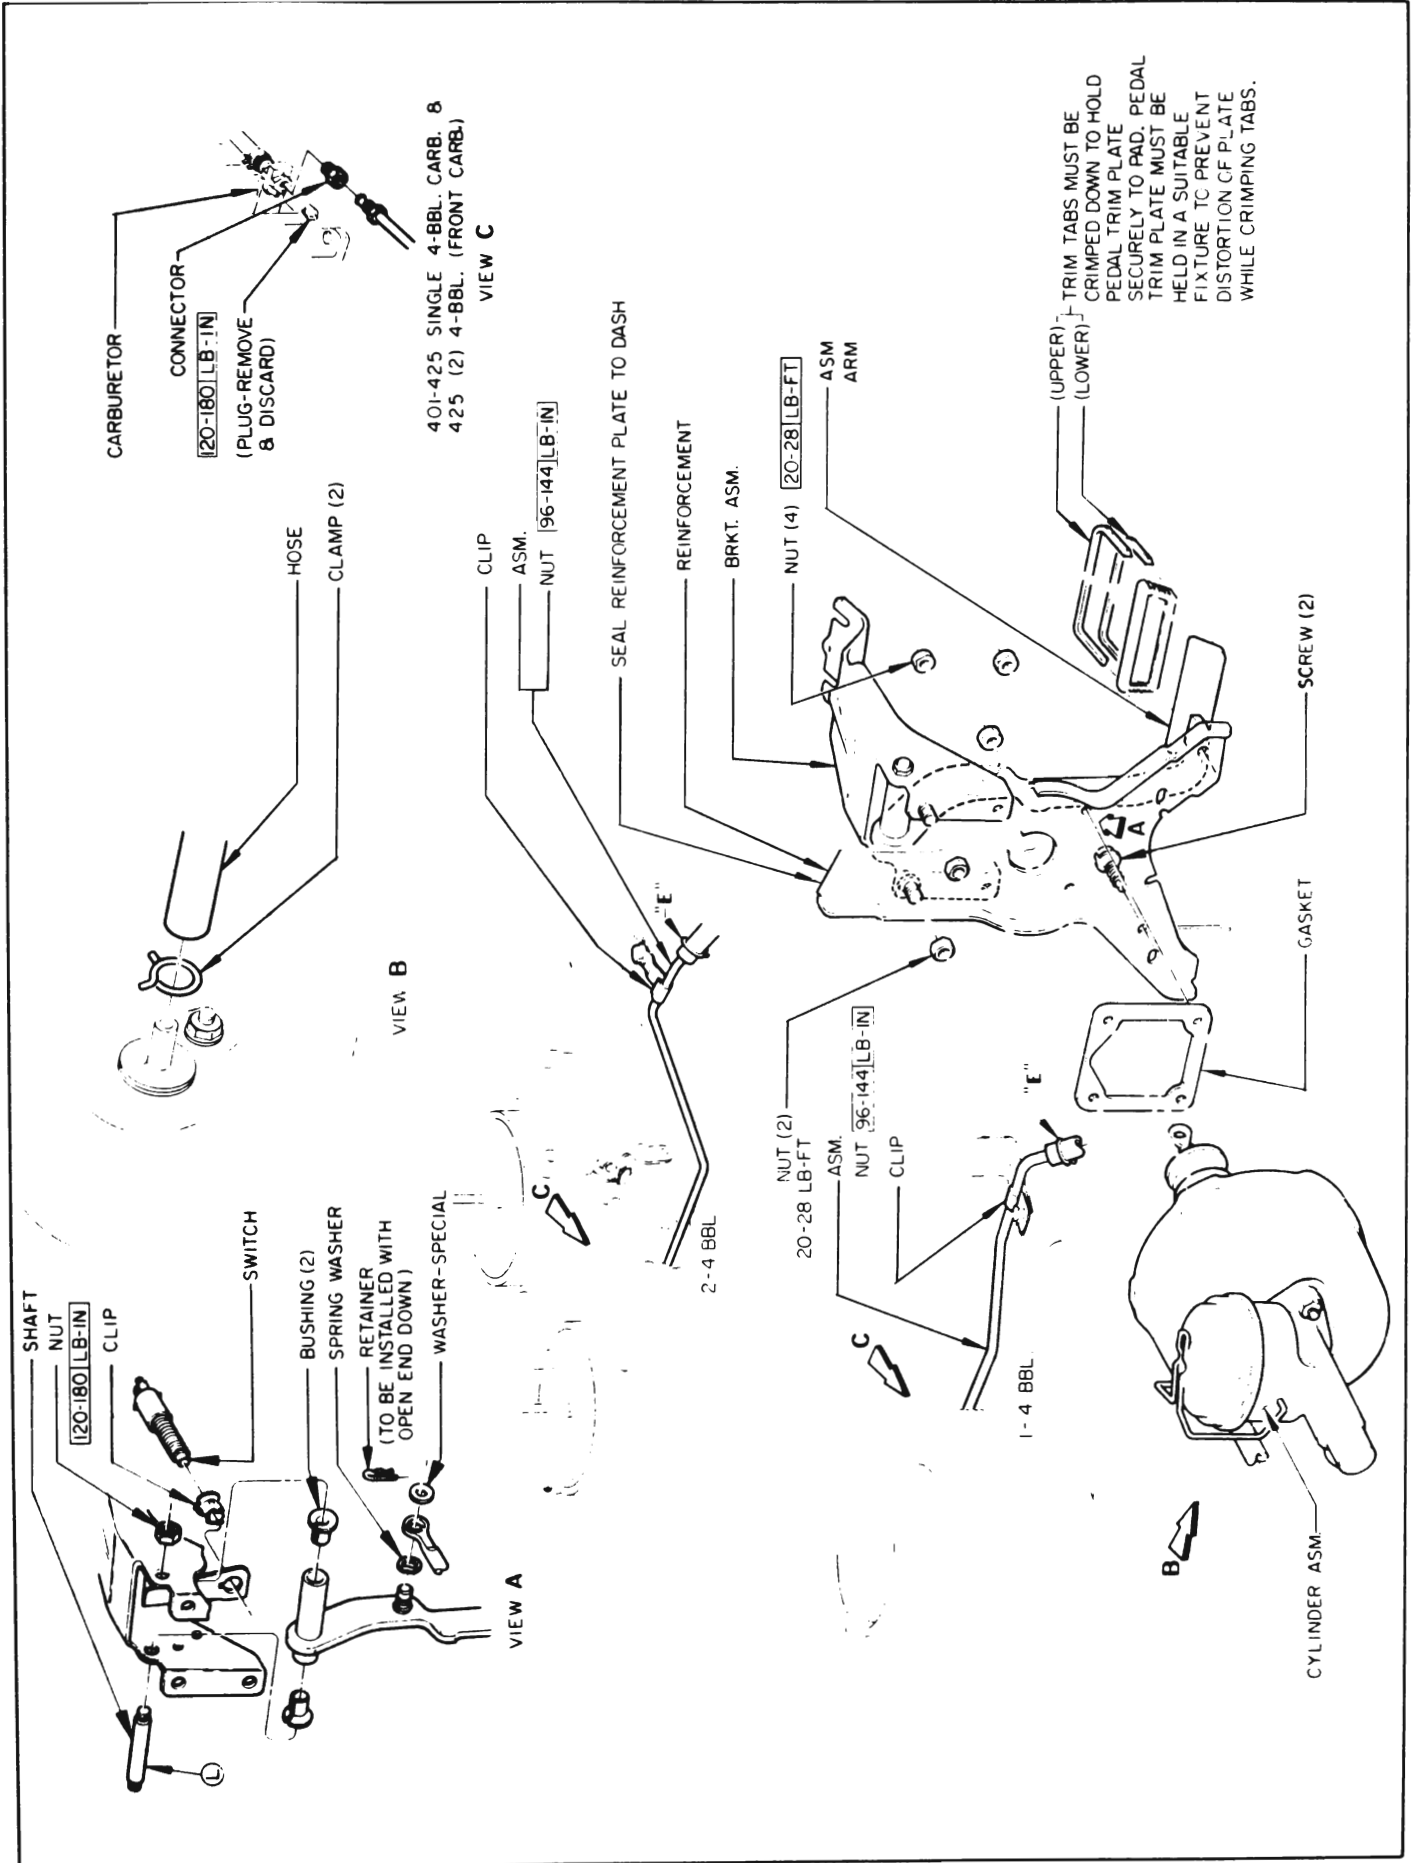 SHAFT
NUT
120-180 LB-IN
CLIP
SWITCH
BUSHING (2)
SPRING WASHER
RETAINER
(TO BE INSTALLED WITH
OPEN END DOWN)
WASHER-SPECIAL
L
VIEW A
HOSE
CLAMP (2)
VIEW B
CARBURETOR
CONNECTOR
120-180 LB-IN
(PLUG-REMOVE
& DISCARD)
401-425 SINGLE 4-BBL. CARB. &
425 (2) 4-BBL. (FRONT CARB.)
VIEW C
CLIP
ASM.
NUT 96-144 LB-IN
"E"
C
2-4 BBL
SEAL REINFORCEMENT PLATE TO DASH
REINFORCEMENT
BRKT. ASM.
NUT (4) 20-28 LB-FT
ASM
ARM
(UPPER)
(LOWER)
TRIM TABS MUST BE
CRIMPED DOWN TO HOLD
PEDAL TRIM PLATE
SECURELY TO PAD. PEDAL
TRIM PLATE MUST BE
HELD IN A SUITABLE
FIXTURE TO PREVENT
DISTORTION OF PLATE
WHILE CRIMPING TABS.
A
SCREW (2)
GASKET
NUT (2)
20-28 LB-FT
ASM.
NUT 96-144 LB-IN
CLIP
"E"
C
1-4 BBL.
B
CYLINDER ASM.